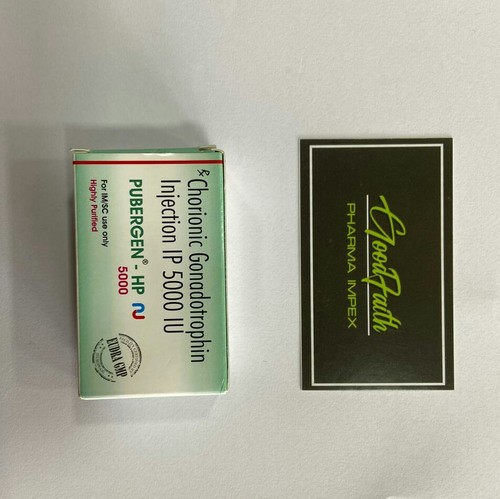 ℞ Chorionic Gonadotrophin
Injection IP 5000 IU
PUBERGEN® - HP
5000
For IM/SC use only
Highly Purified
EUDRA GMP
GoodFaith
PHARMA IMPEX